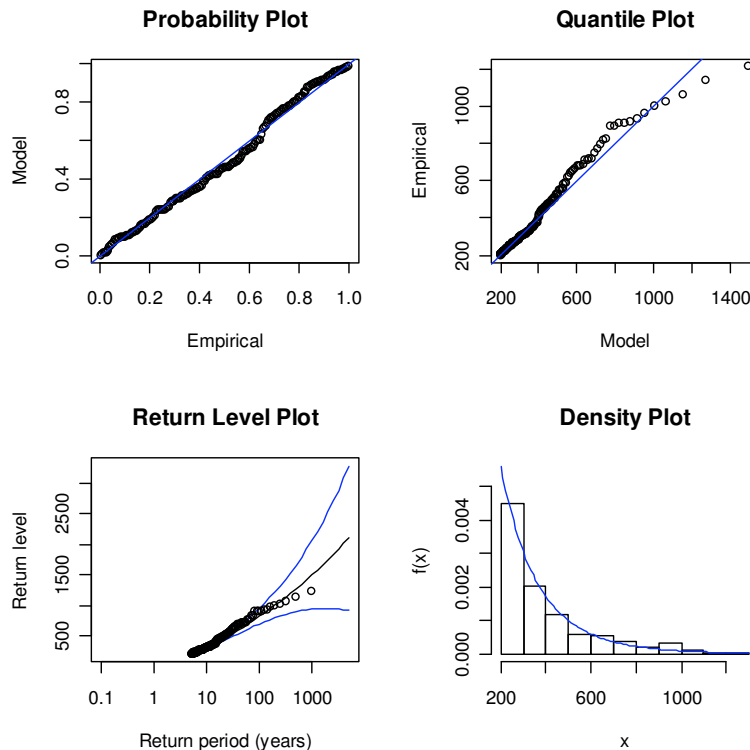 Probability Plot
Model
0.0 0.4 0.8
0.0 0.2 0.4 0.6 0.8 1.0
Empirical
Quantile Plot
Empirical
200 600 1000
200 600 1000 1400
Model
Return Level Plot
Return level
500 1500 2500
0.1 1 10 100 1000
Return period (years)
Density Plot
f(x)
0.000 0.002 0.004
200 600 1000
x